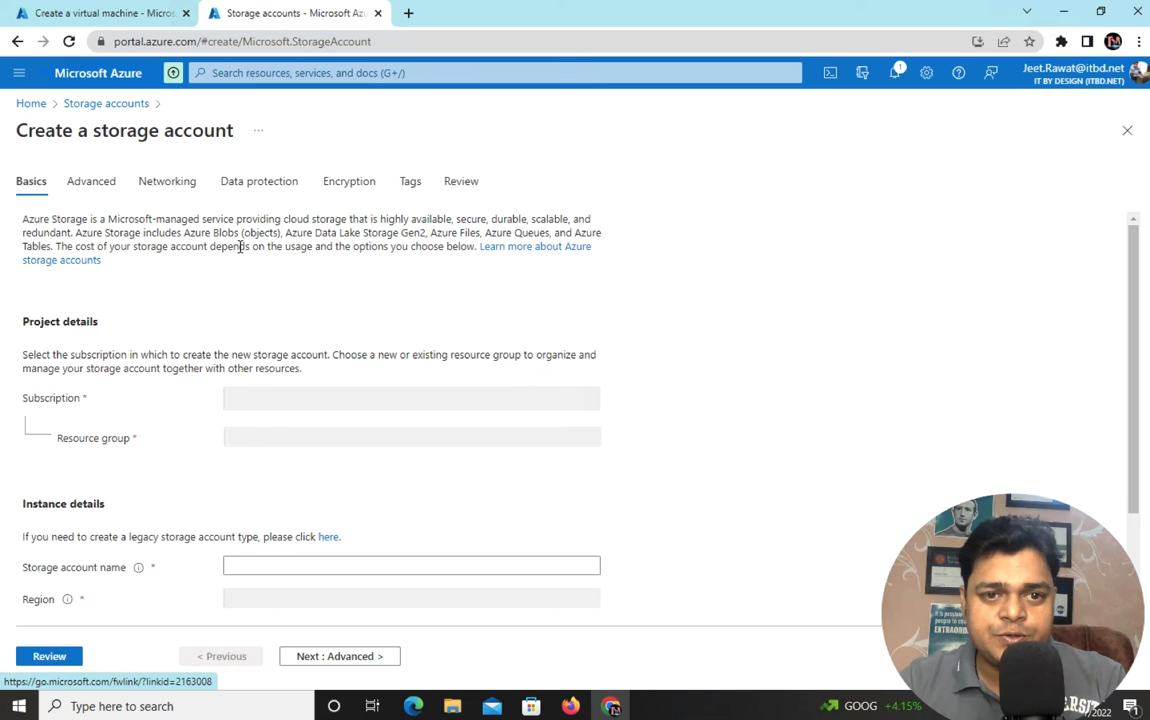 Create a virtual machine - Micros
Storage accounts - Microsoft Az
portal.azure.com/#create/Microsoft.StorageAccount
Microsoft Azure
Search resources, services, and docs (G+/)
1
Jeet.Rawat@itbd.net
IT BY DESIGN (ITBD.NET)
Home > Storage accounts >
Create a storage account ...
Basics Advanced Networking Data protection Encryption Tags Review
Azure Storage is a Microsoft-managed service providing cloud storage that is highly available, secure, durable, scalable, and
redundant. Azure Storage includes Azure Blobs (objects), Azure Data Lake Storage Gen2, Azure Files, Azure Queues, and Azure
Tables. The cost of your storage account depends on the usage and the options you choose below. Learn more about Azure
storage accounts
Project details
Select the subscription in which to create the new storage account. Choose a new or existing resource group to organize and
manage your storage account together with other resources.
Subscription *
Resource group *
Instance details
If you need to create a legacy storage account type, please click here.
Storage account name *
Region *
Review < Previous Next : Advanced >
https://go.microsoft.com/fwlink/?linkid=2163008
EXTRAORD
Type here to search
GOOG +4.15%
/2022
1